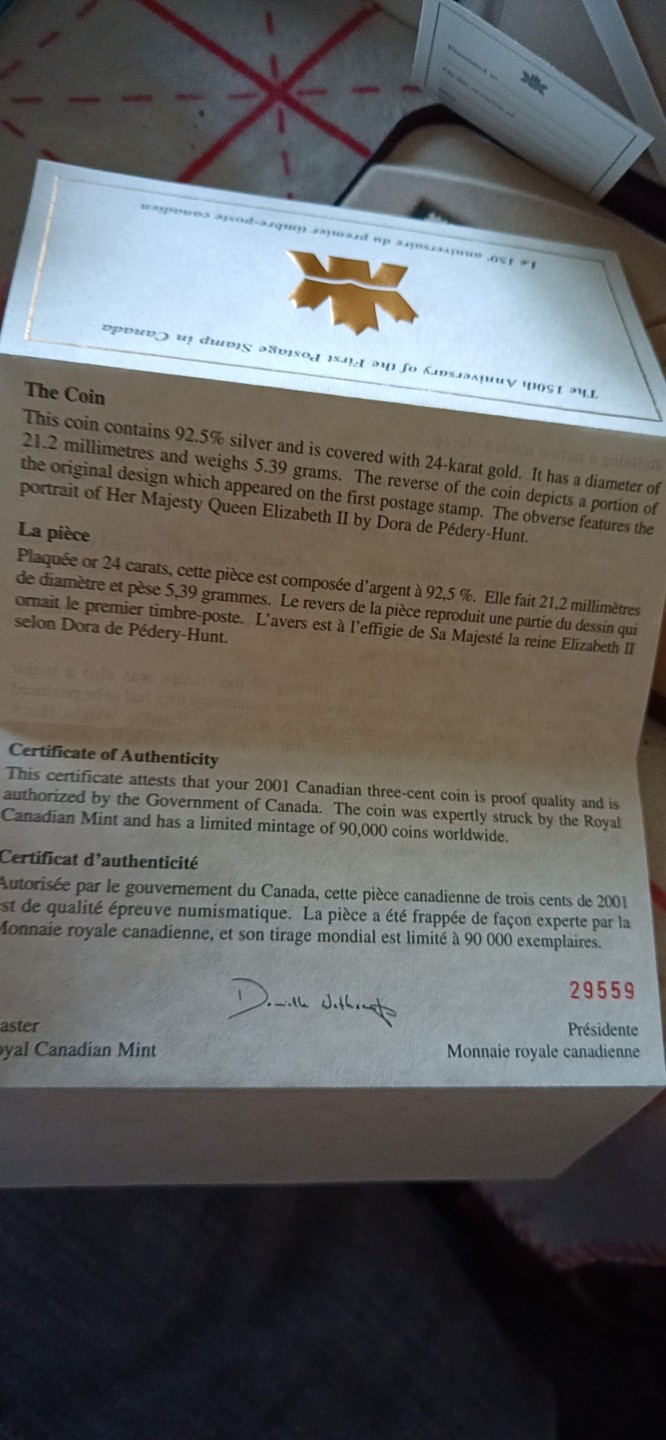 Le 150e anniversaire du premier timbre-poste canadien
The 150th Anniversary of the First Postage Stamp in Canada
The Coin
This coin contains 92.5% silver and is covered with 24-karat gold. It has a diameter of
21.2 millimetres and weighs 5.39 grams. The reverse of the coin depicts a portion of
the original design which appeared on the first postage stamp. The obverse features the
portrait of Her Majesty Queen Elizabeth II by Dora de Pédery-Hunt.
La pièce
Plaquée or 24 carats, cette pièce est composée d'argent à 92,5 %. Elle fait 21,2 millimètres
de diamètre et pèse 5,39 grammes. Le revers de la pièce reproduit une partie du dessin qui
ornait le premier timbre-poste. L'avers est à l'effigie de Sa Majesté la reine Elizabeth II
selon Dora de Pédery-Hunt.
Certificate of Authenticity
This certificate attests that your 2001 Canadian three-cent coin is proof quality and is
authorized by the Government of Canada. The coin was expertly struck by the Royal
Canadian Mint and has a limited mintage of 90,000 coins worldwide.
Certificat d'authenticité
Autorisée par le gouvernement du Canada, cette pièce canadienne de trois cents de 2001
est de qualité épreuve numismatique. La pièce a été frappée de façon experte par la
Monnaie royale canadienne, et son tirage mondial est limité à 90 000 exemplaires.
29559
aster
Présidente
oyal Canadian Mint
Monnaie royale canadienne